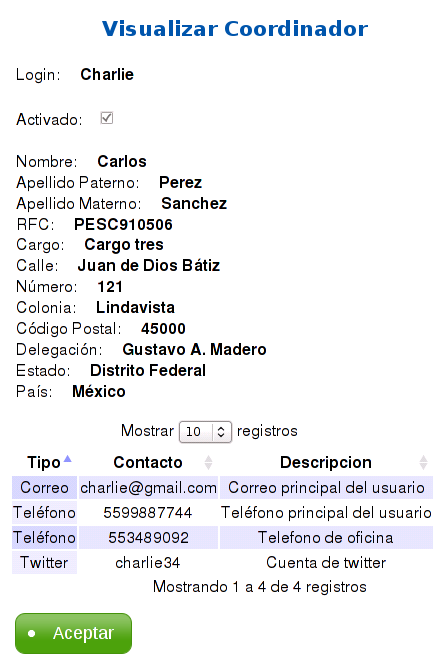 Visualizar Coordinador
Login: Charlie
Activado:
Nombre: Carlos
Apellido Paterno: Perez
Apellido Materno: Sanchez
RFC: PESC910506
Cargo: Cargo tres
Calle: Juan de Dios Bátiz
Número: 121
Colonia: Lindavista
Código Postal: 45000
Delegación: Gustavo A. Madero
Estado: Distrito Federal
País: México
Mostrar 10 registros
Tipo Contacto Descripcion
Correo charlie@gmail.com Correo principal del usuario
Teléfono 5599887744 Teléfono principal del usuario
Teléfono 553489092 Telefono de oficina
Twitter charlie34 Cuenta de twitter
Mostrando 1 a 4 de 4 registros
Aceptar